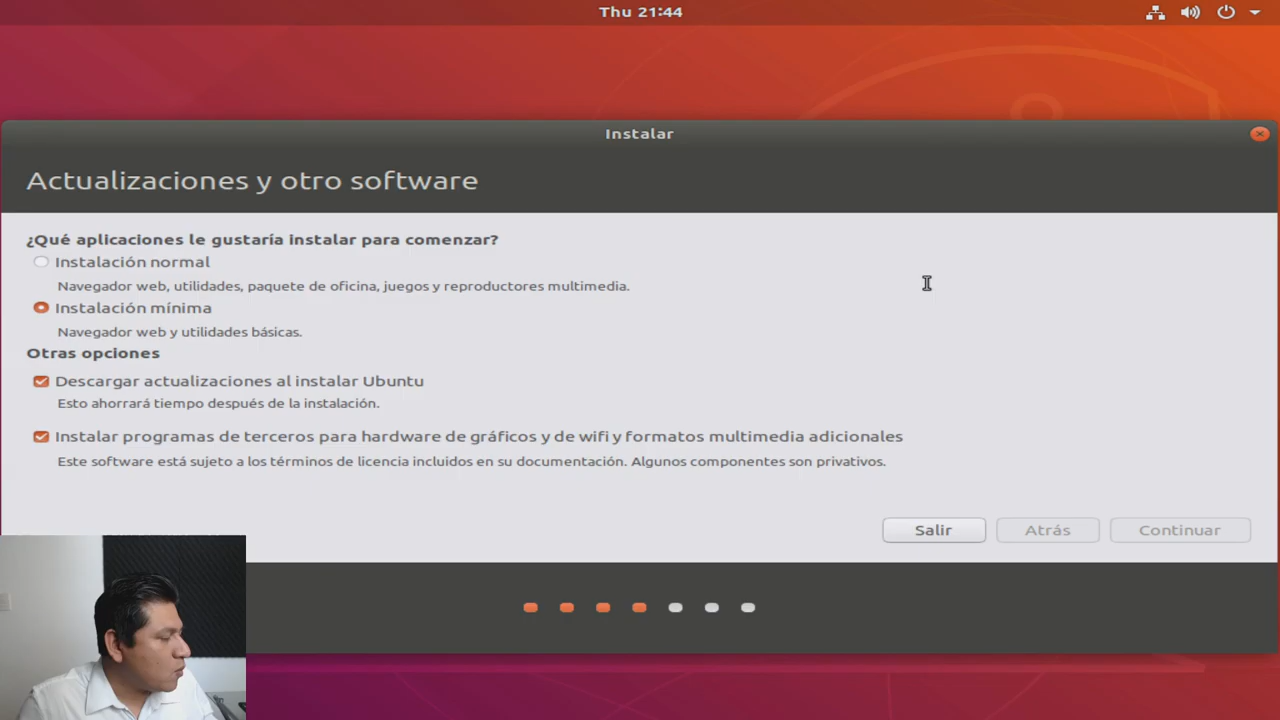 Thu 21:44
Instalar
Actualizaciones y otro software
¿Qué aplicaciones le gustaría instalar para comenzar?
Instalación normal
Navegador web, utilidades, paquete de oficina, juegos y reproductores multimedia.
Instalación mínima
Navegador web y utilidades básicas.
Otras opciones
Descargar actualizaciones al instalar Ubuntu
Esto ahorrará tiempo después de la instalación.
Instalar programas de terceros para hardware de gráficos y de wifi y formatos multimedia adicionales
Este software está sujeto a los términos de licencia incluidos en su documentación. Algunos componentes son privativos.
Salir Atrás Continuar